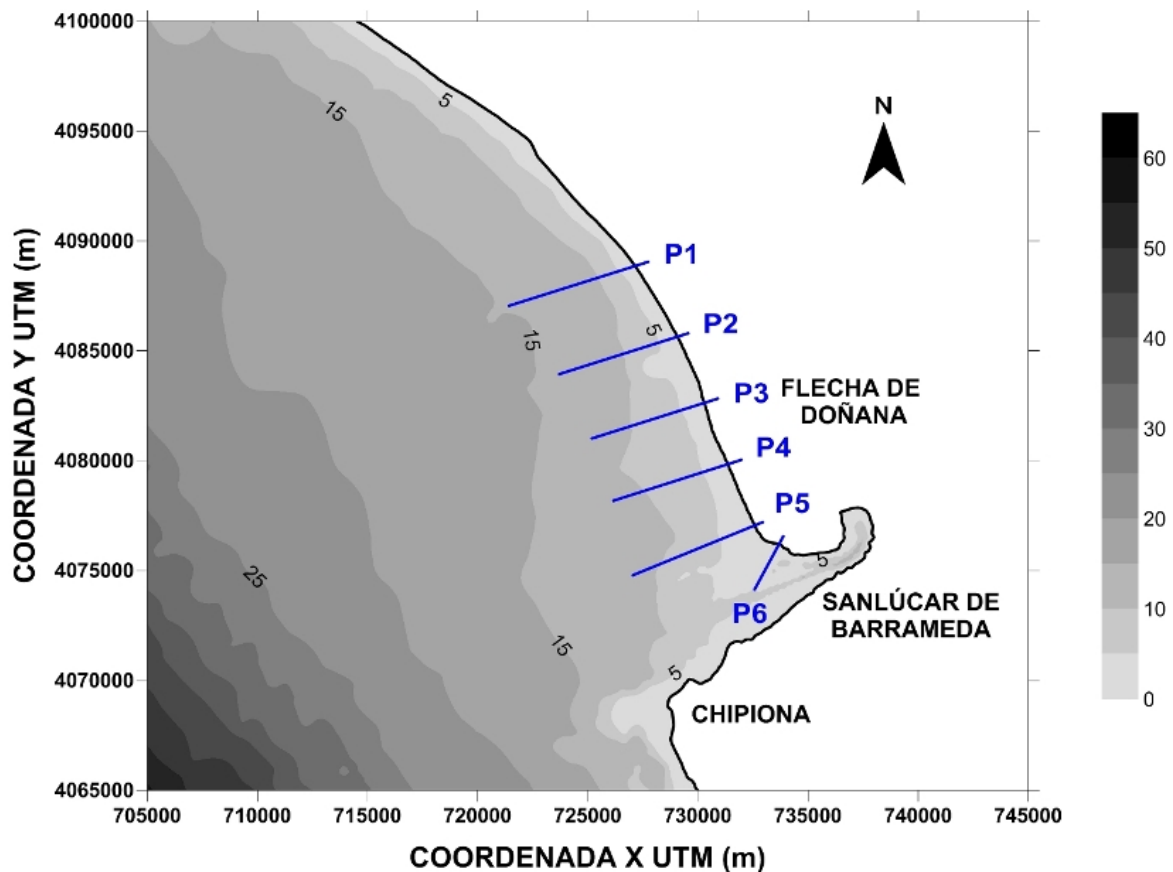 4100000
4095000
4090000
4085000
4080000
4075000
4070000
4065000
COORDENADA Y UTM (m)
705000
710000
715000
720000
725000
730000
735000
740000
745000
COORDENADA X UTM (m)
5
15
N
P1
5
15
P2
P3
FLECHA DE
DOÑANA
P4
P5
5
25
P6
SANLÚCAR DE
BARRAMEDA
15
5
CHIPIONA
60
50
40
30
20
10
0